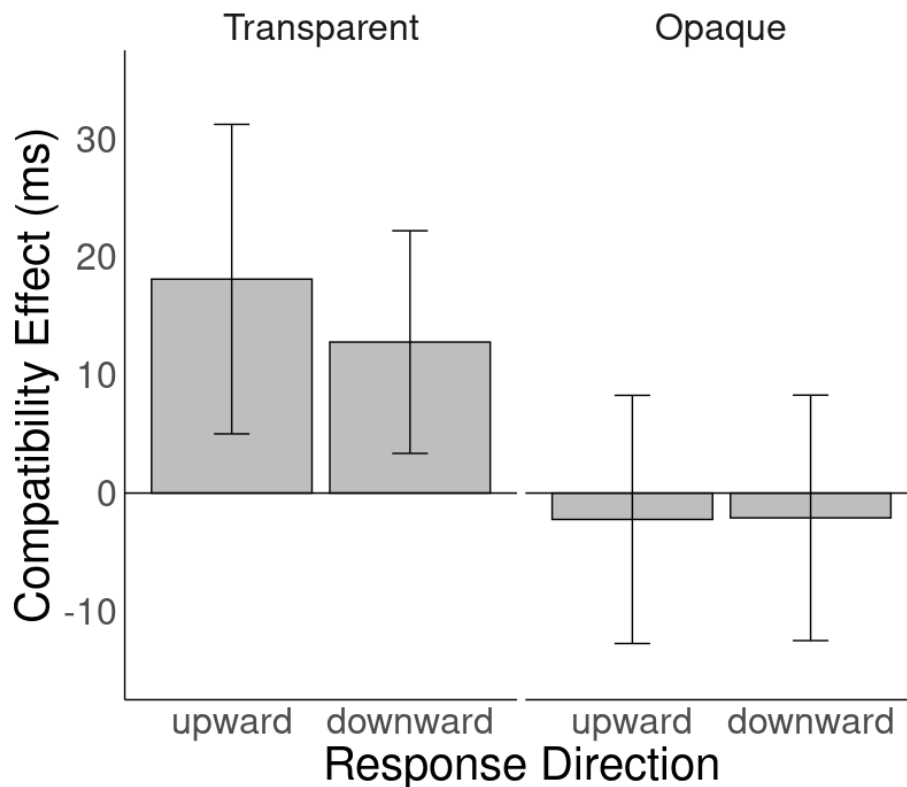 Transparent
Opaque
Compatibility Effect (ms)
30
20
10
0
-10
upward
downward
upward
downward
Response Direction